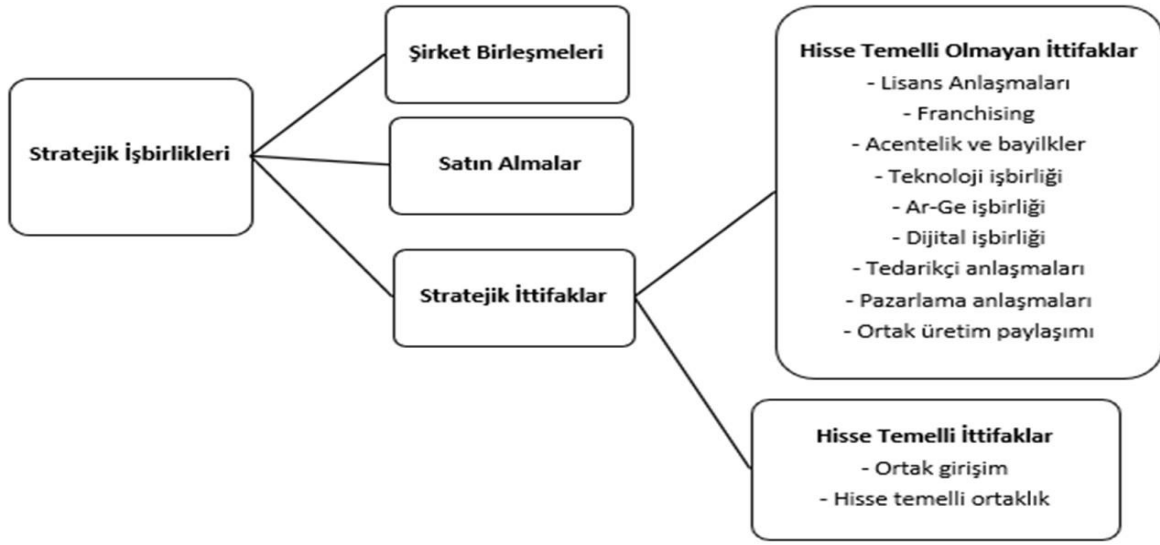 Stratejik İşbirlikleri
Şirket Birleşmeleri
Satın Almalar
Stratejik İttifaklar
Hisse Temelli Olmayan İttifaklar
- Lisans Anlaşmaları
- Franchising
- Acentelik ve bayilkler
- Teknoloji işbirliği
- Ar-Ge işbirliği
- Dijital işbirliği
- Tedarikçi anlaşmaları
- Pazarlama anlaşmaları
- Ortak üretim paylaşımı
Hisse Temelli İttifaklar
- Ortak girişim
- Hisse temelli ortaklık